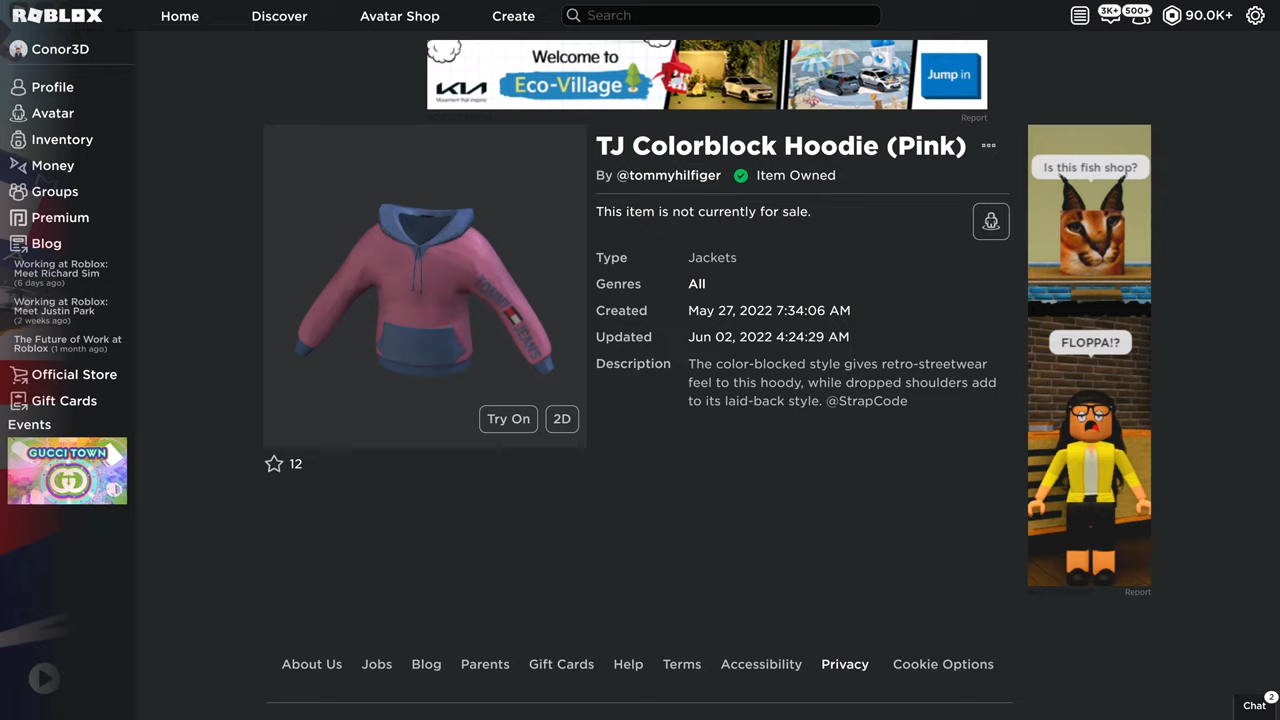 ROBLOX
Home
Discover
Avatar Shop
Create
Search
3K+
500+
90.0K+
Conor3D
Profile
Avatar
Inventory
Money
Groups
Premium
Blog
Working at Roblox:
Meet Richard Sim
(6 days ago)
Working at Roblox:
Meet Justin Park
(2 weeks ago)
The Future of Work at
Roblox (1 month ago)
Official Store
Gift Cards
Events
GUCCI TOWN
KIA
Movement that inspires
Welcome to
Eco-Village
Jump in
Report
TJ Colorblock Hoodie (Pink)
By @tommyhilfiger
Item Owned
This item is not currently for sale.
Type Jackets
Genres All
Created May 27, 2022 7:34:06 AM
Updated Jun 02, 2022 4:24:29 AM
Description The color-blocked style gives retro-streetwear
feel to this hoody, while dropped shoulders add
to its laid-back style. @StrapCode
Try On
2D
12
Is this fish shop?
FLOPPA!?
Report
About Us
Jobs
Blog
Parents
Gift Cards
Help
Terms
Accessibility
Privacy
Cookie Options
Chat
2